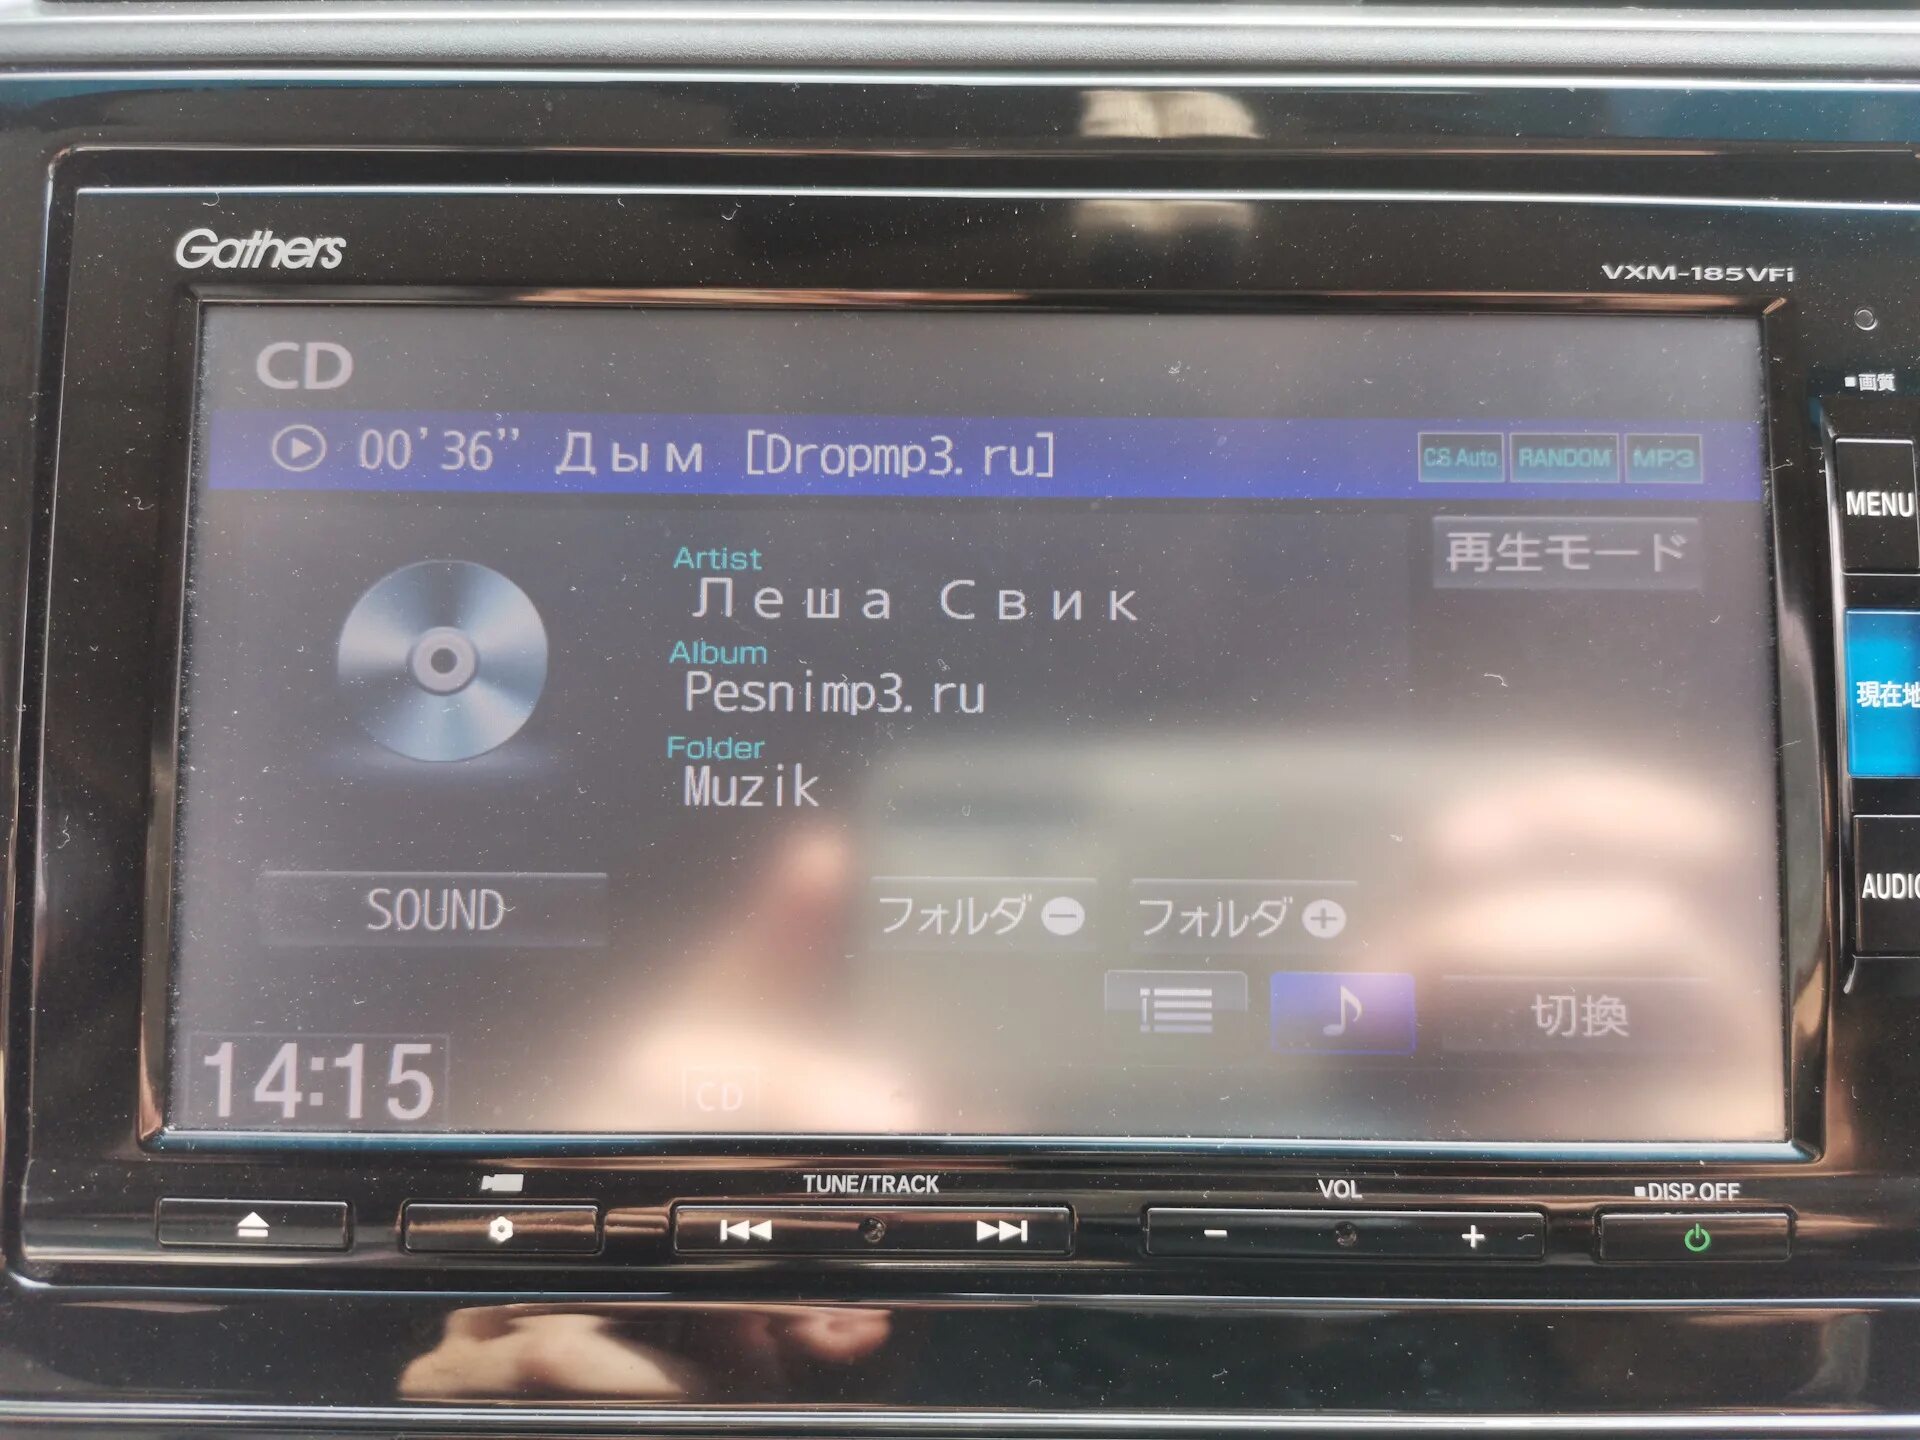 Gathers
VXM-185VFi
CD
00'36" Дым [Dropmp3.ru]
CS Auto RANDOM MP3
画質
MENU
再生モード
Artist
Леша Свик
Album
Pesnimp3.ru
現在地
Folder
Muzik
AUDIO
SOUND
フォルダ − フォルダ +
切換
14:15
CD
TUNE/TRACK
VOL
DISP.OFF
− +